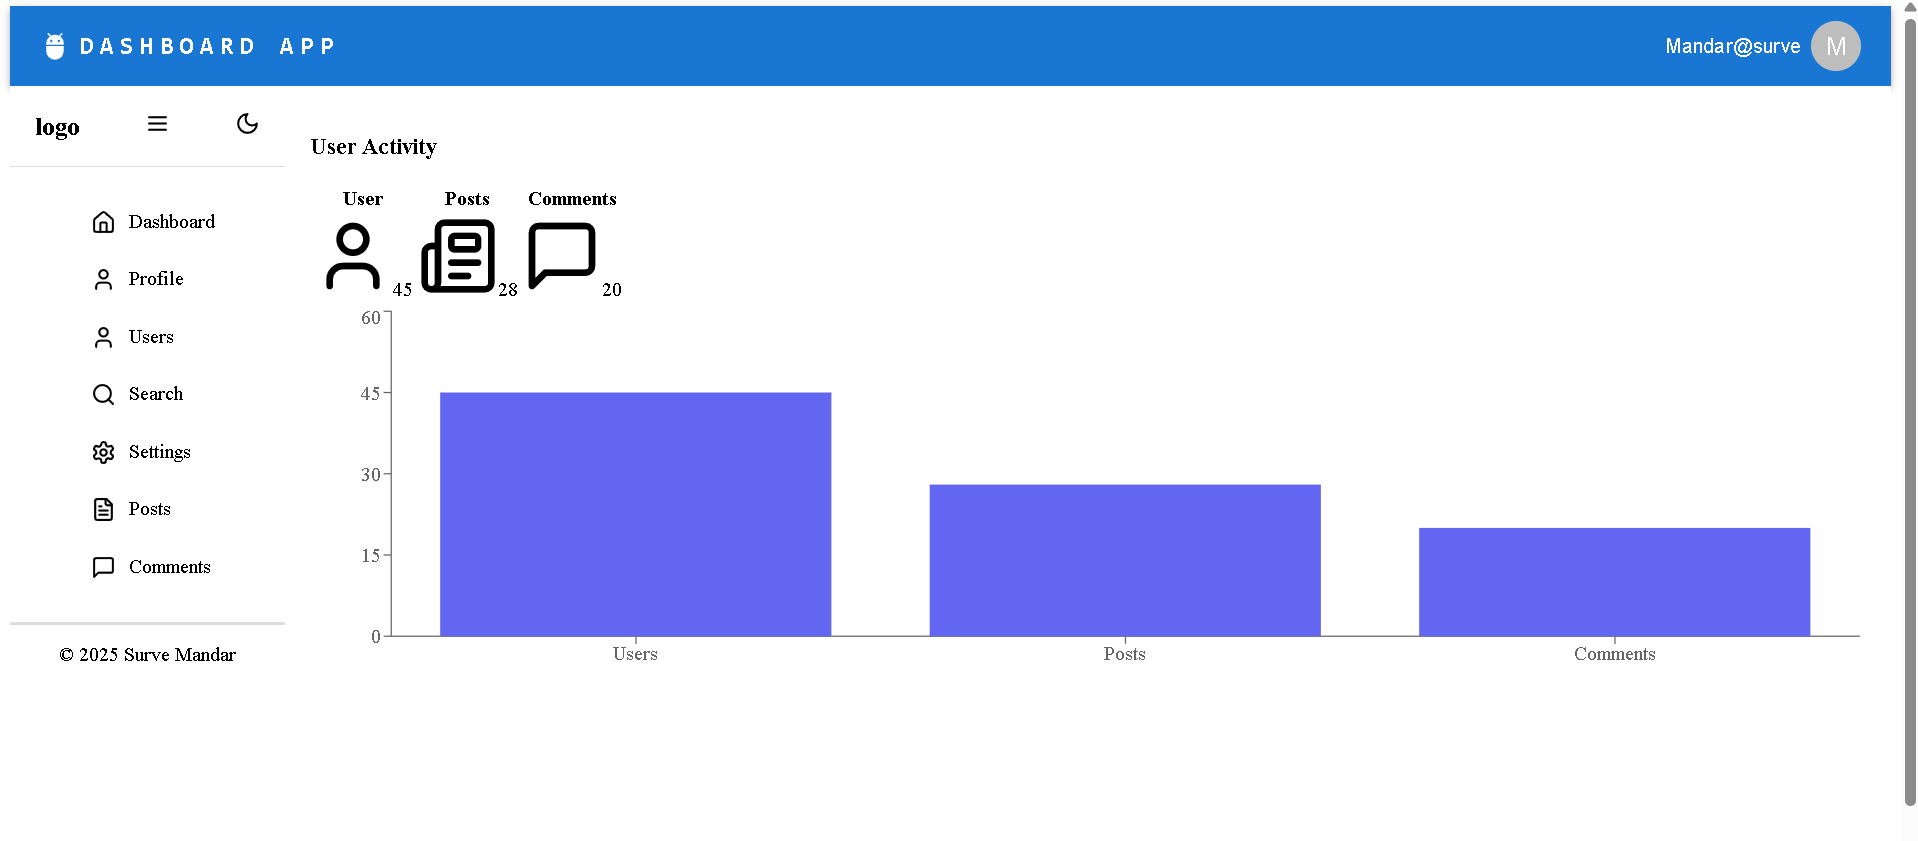 DASHBOARD APP
Mandar@surve M
logo
Dashboard
Profile
Users
Search
Settings
Posts
Comments
© 2025 Surve Mandar
User Activity
User Posts Comments
45 28 20
60
45
30
15
0
Users Posts Comments